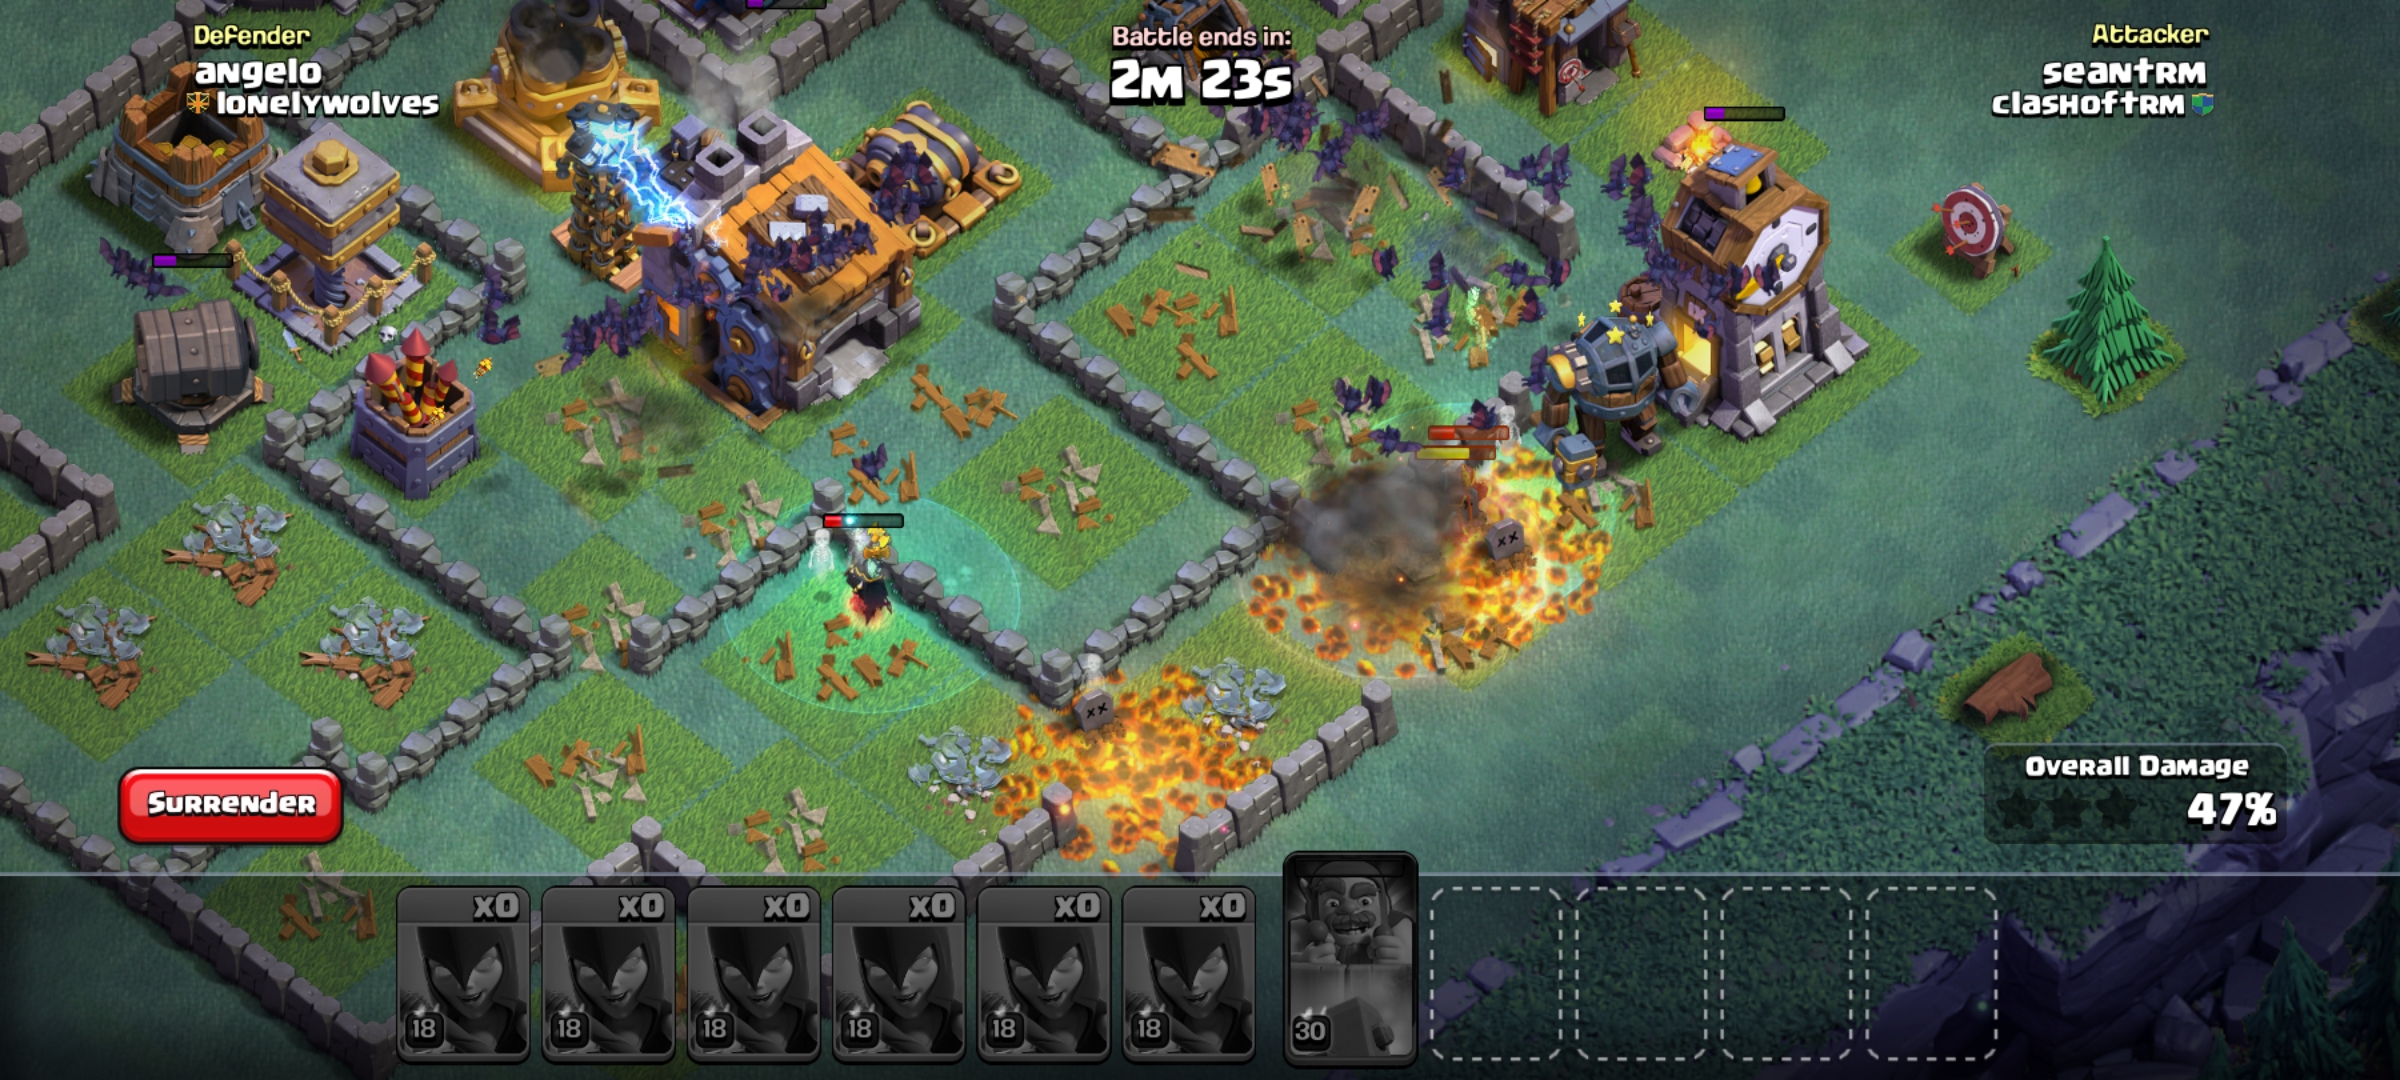 Defender
angelo
lonelywolves
Battle ends in:
2M 23s
Attacker
seantRM
clashoftRM
Surrender
Overall Damage
47%
x0 x0 x0 x0 x0 x0
18 18 18 18 18 18 30